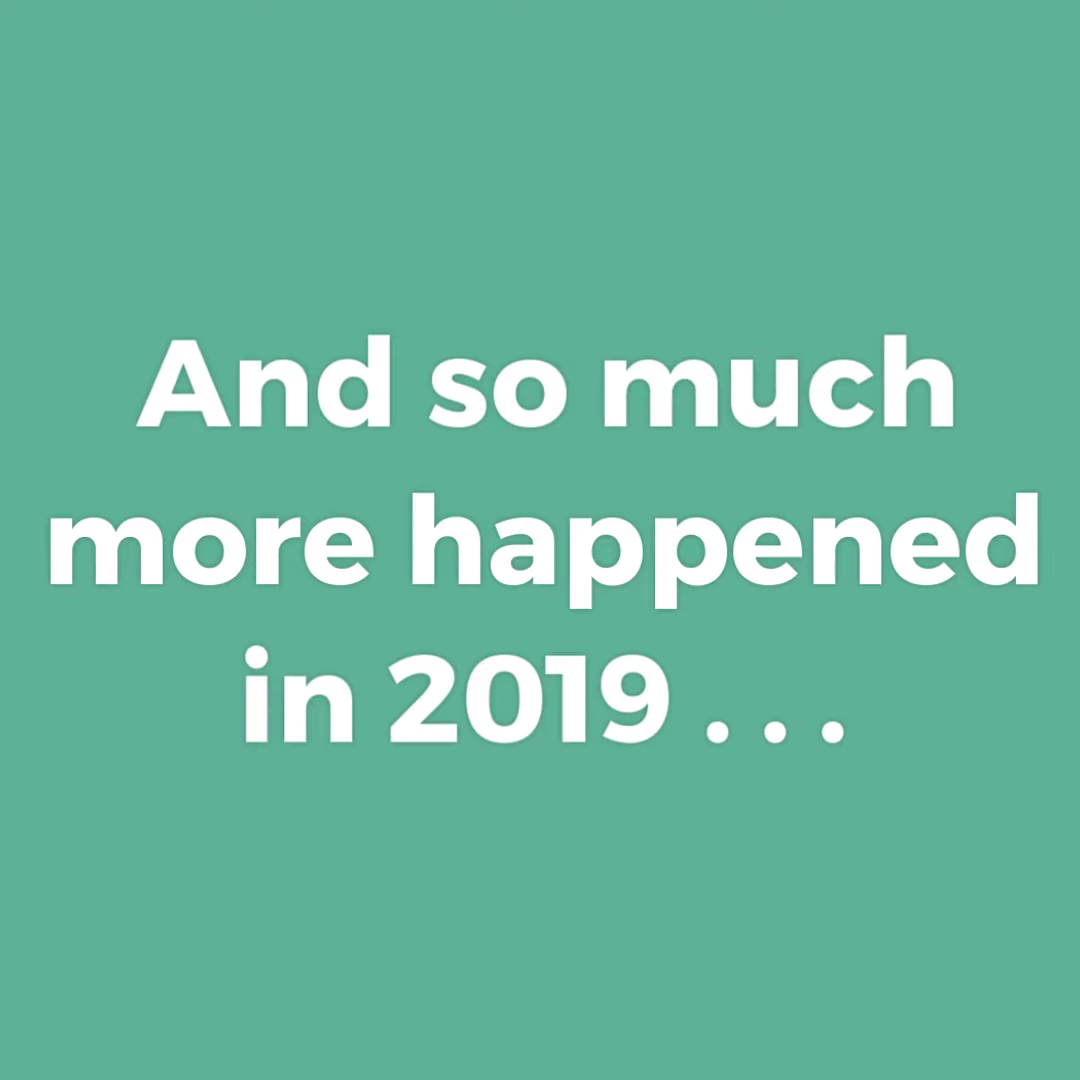 And so much
more happened
in 2019 . . .